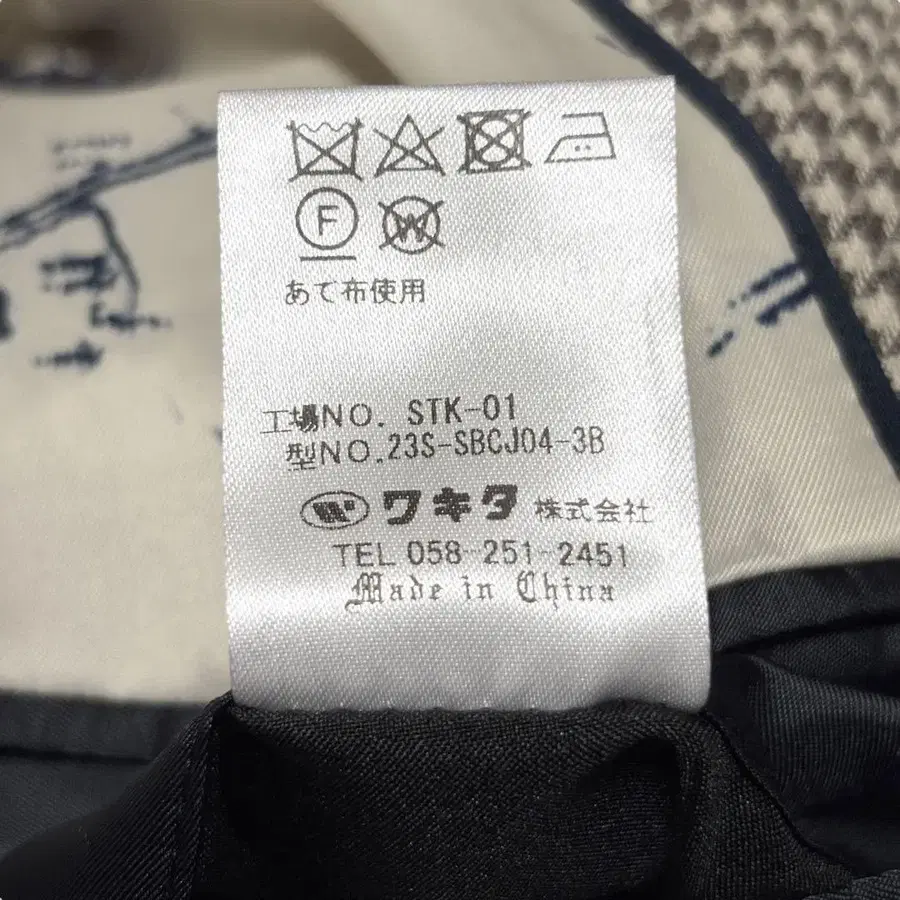 F W
あて布使用
工場NO. STK-01
型NO.23S-SBCJ04-3B
W ワキタ 株式会社
TEL 058-251-2451
Made in China